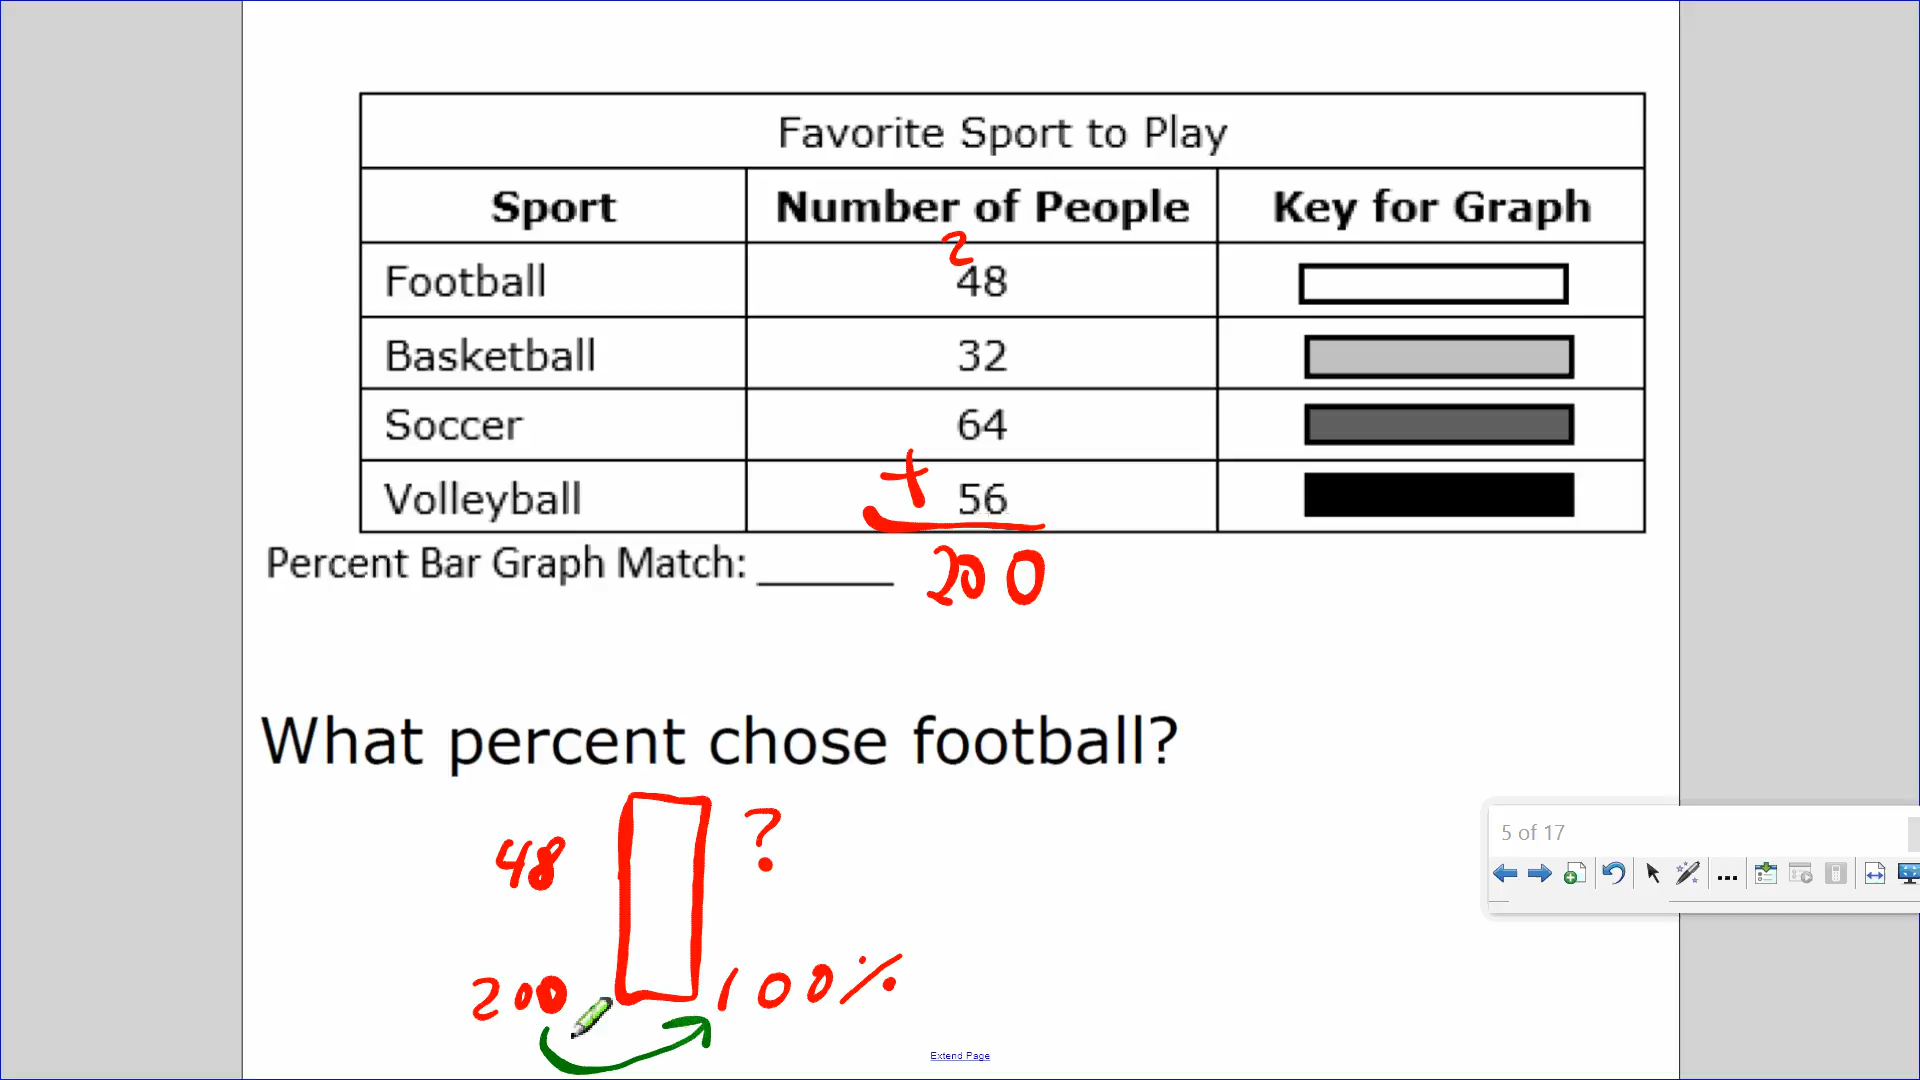 Favorite Sport to Play
Sport Number of People Key for Graph
2
Football 48
Basketball 32
Soccer 64
+
Volleyball 56
Percent Bar Graph Match: ______ 200
What percent chose football?
48 ?
5 of 17
200 100%
Extend Page